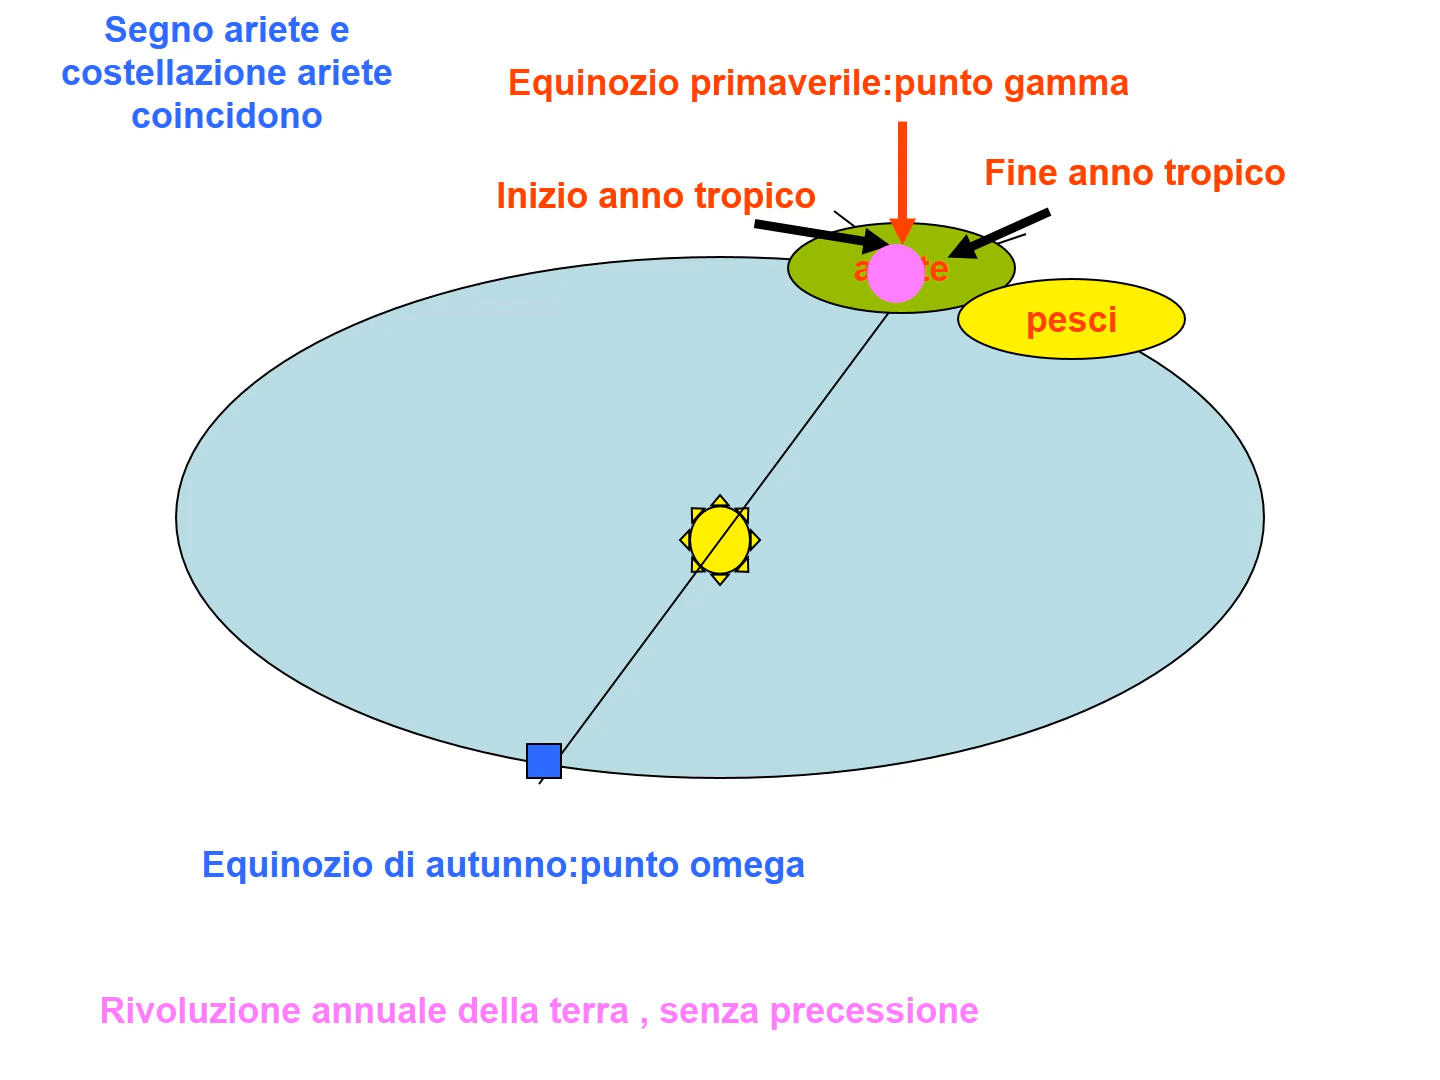 Segno ariete e
costellazione ariete
coincidono
Equinozio primaverile:punto gamma
Inizio anno tropico
Fine anno tropico
pesci
Equinozio di autunno:punto omega
Rivoluzione annuale della terra , senza precessione